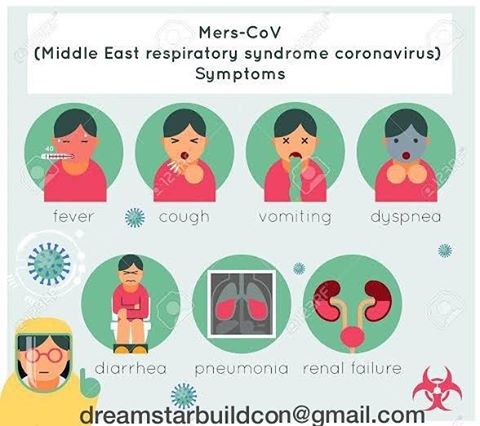 Mers-CoV
(Middle East respiratory syndrome coronavirus)
Symptoms
40
fever
cough
vomiting
dyspnea
diarrhea
pneumonia
renal failure
dreamstarbuildcon@gmail.com